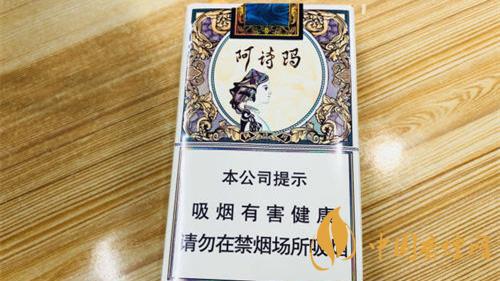 阿诗玛
本公司提示
吸烟有害健康
请勿在禁烟场所吸烟